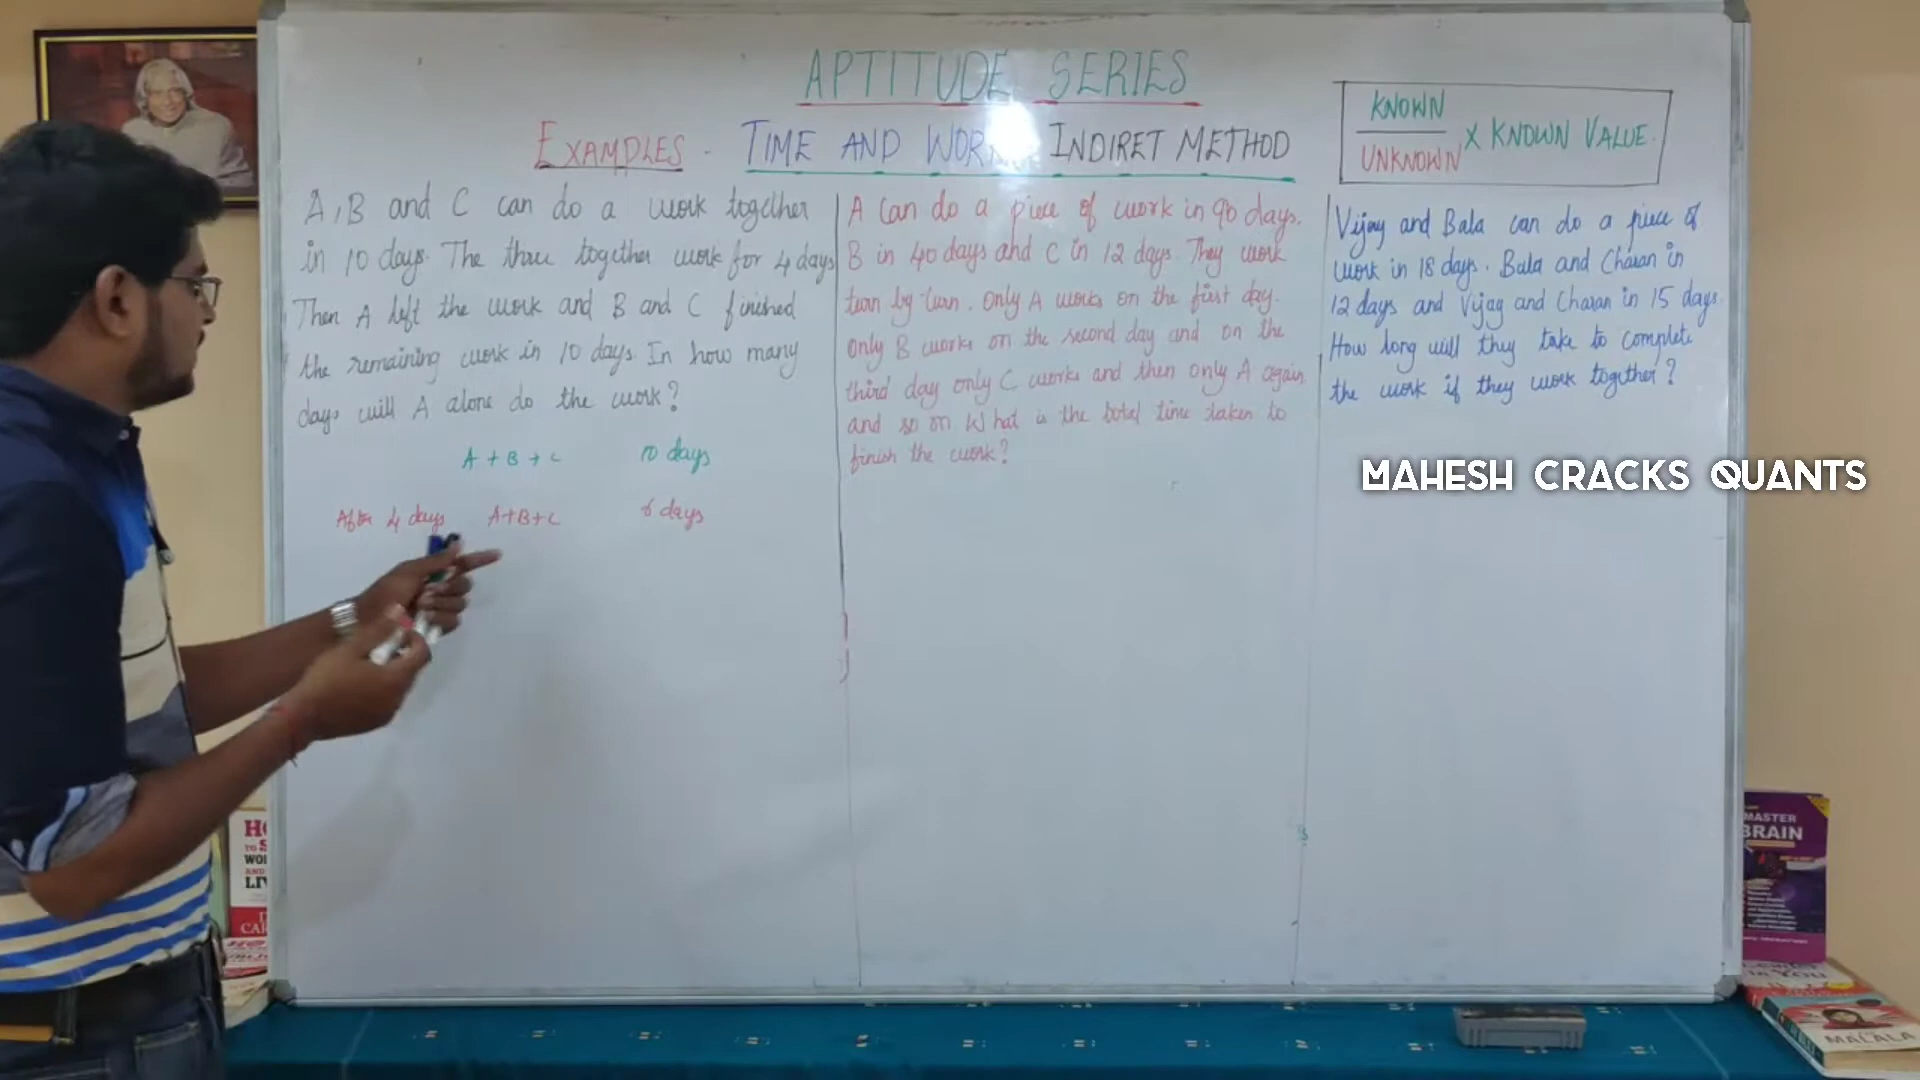 APTITUDE SERIES
EXAMPLES - TIME AND WORK INDIRET METHOD
KNOWN
UNKNOWN
X KNOWN VALUE.
A, B and C can do a work together
in 10 days. The three together work for 4 days
Then A left the work and B and C finished
the remaining work in 10 days. In how many
days will A alone do the work?
A + B + C 10 days
After 4 days A+B+C 6 days
A can do a piece of work in 90 days.
B in 40 days and C in 12 days. They work
turn by turn. Only A works on the first day.
only B works on the second day and on the
third day only C works and then only A again
and so on. What is the total time taken to
finish the work?
Vijay and Bala can do a piece of
work in 18 days. Bala and Charan in
12 days and Vijay and Charan in 15 days.
How long will they take to complete
the work if they work together?
MAHESH CRACKS QUANTS
MASTER
BRAIN
MALALA